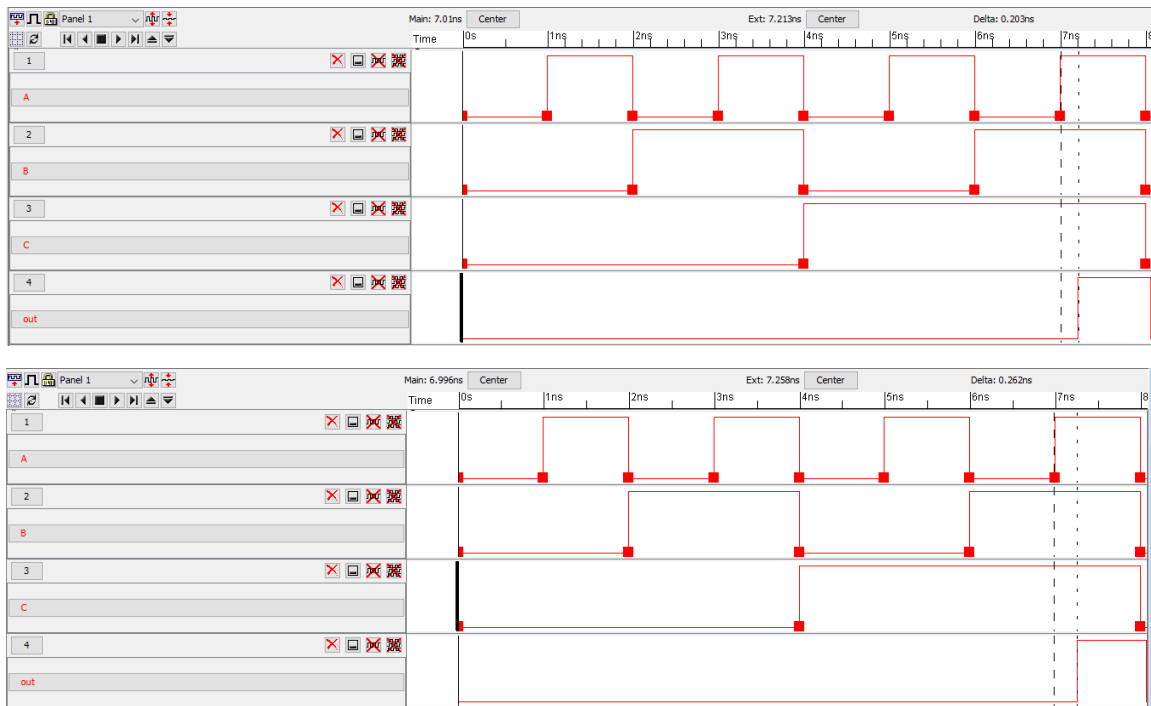 Panel 1 Main: 7.01ns Center Ext: 7.213ns Center Delta: 0.203ns
Time 0s 1ns 2ns 3ns 4ns 5ns 6ns 7ns 8
1
A
2
B
3
C
4
out
Panel 1 Main: 6.996ns Center Ext: 7.258ns Center Delta: 0.262ns
Time 0s 1ns 2ns 3ns 4ns 5ns 6ns 7ns 8
1
A
2
B
3
C
4
out